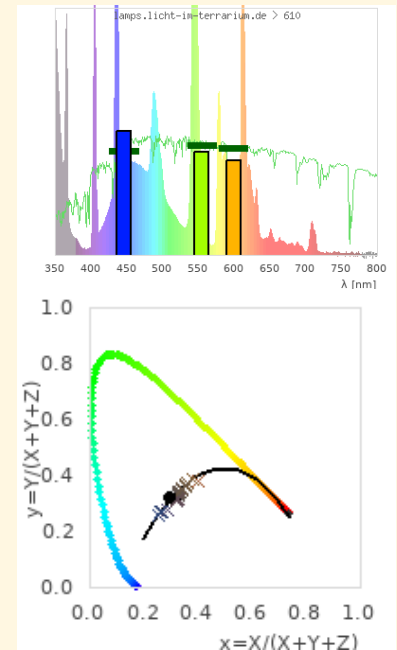 lamps.licht-im-terrarium.de > 610
350 400 450 500 550 600 650 700 750 800
λ [nm]
1.0
0.8
0.6
0.4
0.2
0.0
y=Y/(X+Y+Z)
0.0 0.2 0.4 0.6 0.8 1.0
x=X/(X+Y+Z)